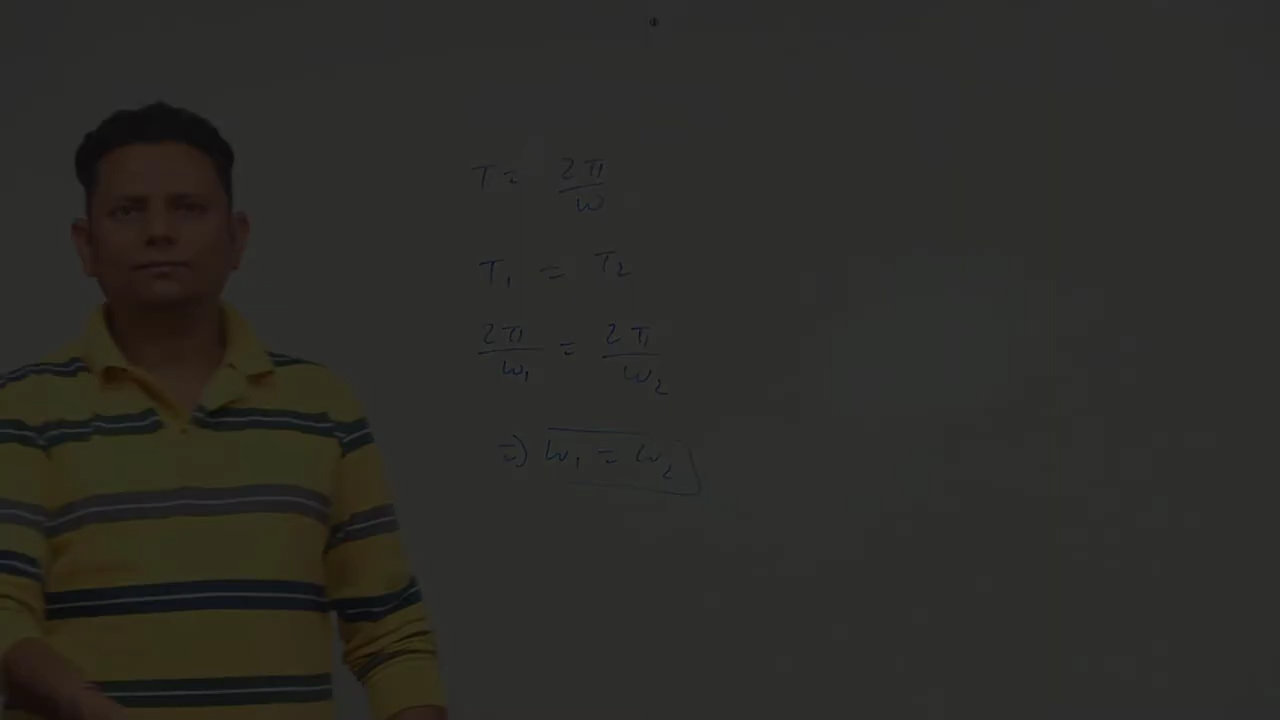 T = 2π/ω
T₁ = T₂
2π/ω₁ = 2π/ω₂
⇒ ω₁ = ω₂